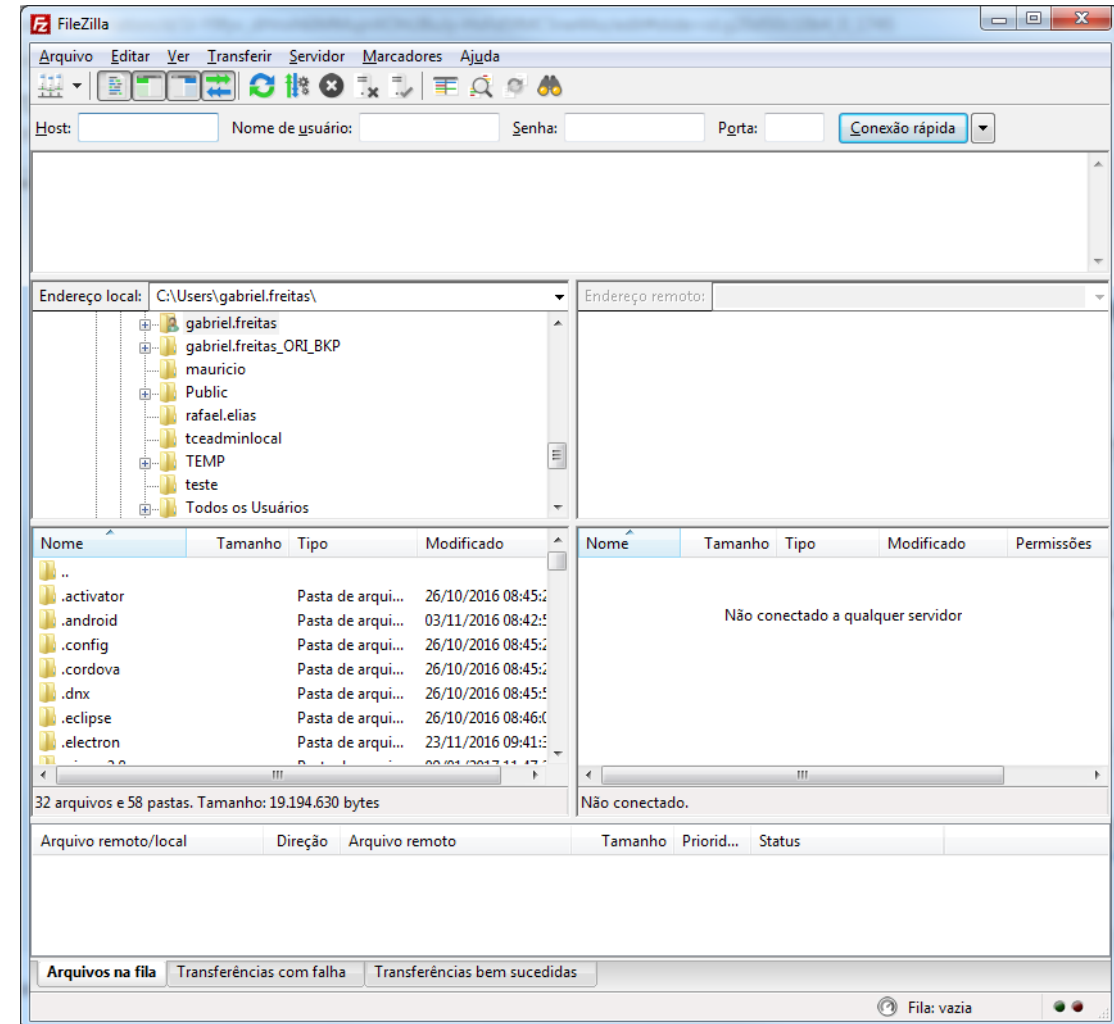 FileZilla
Arquivo Editar Ver Transferir Servidor Marcadores Ajuda
Host: Nome de usuário: Senha: Porta: Conexão rápida
Endereço local: C:\Users\gabriel.freitas\ Endereço remoto:
gabriel.freitas
gabriel.freitas_ORI_BKP
mauricio
Public
rafael.elias
tceadminlocal
TEMP
teste
Todos os Usuários
Nome Tamanho Tipo Modificado Nome Tamanho Tipo Modificado Permissões
..
.activator Pasta de arqui... 26/10/2016 08:45:2
.android Pasta de arqui... 03/11/2016 08:42:5
Não conectado a qualquer servidor
.config Pasta de arqui... 26/10/2016 08:45:2
.cordova Pasta de arqui... 26/10/2016 08:45:2
.dnx Pasta de arqui... 26/10/2016 08:45:5
.eclipse Pasta de arqui... 26/10/2016 08:46:0
.electron Pasta de arqui... 23/11/2016 09:41:3
32 arquivos e 58 pastas. Tamanho: 19.194.630 bytes Não conectado.
Arquivo remoto/local Direção Arquivo remoto Tamanho Priorid... Status
Arquivos na fila Transferências com falha Transferências bem sucedidas
Fila: vazia